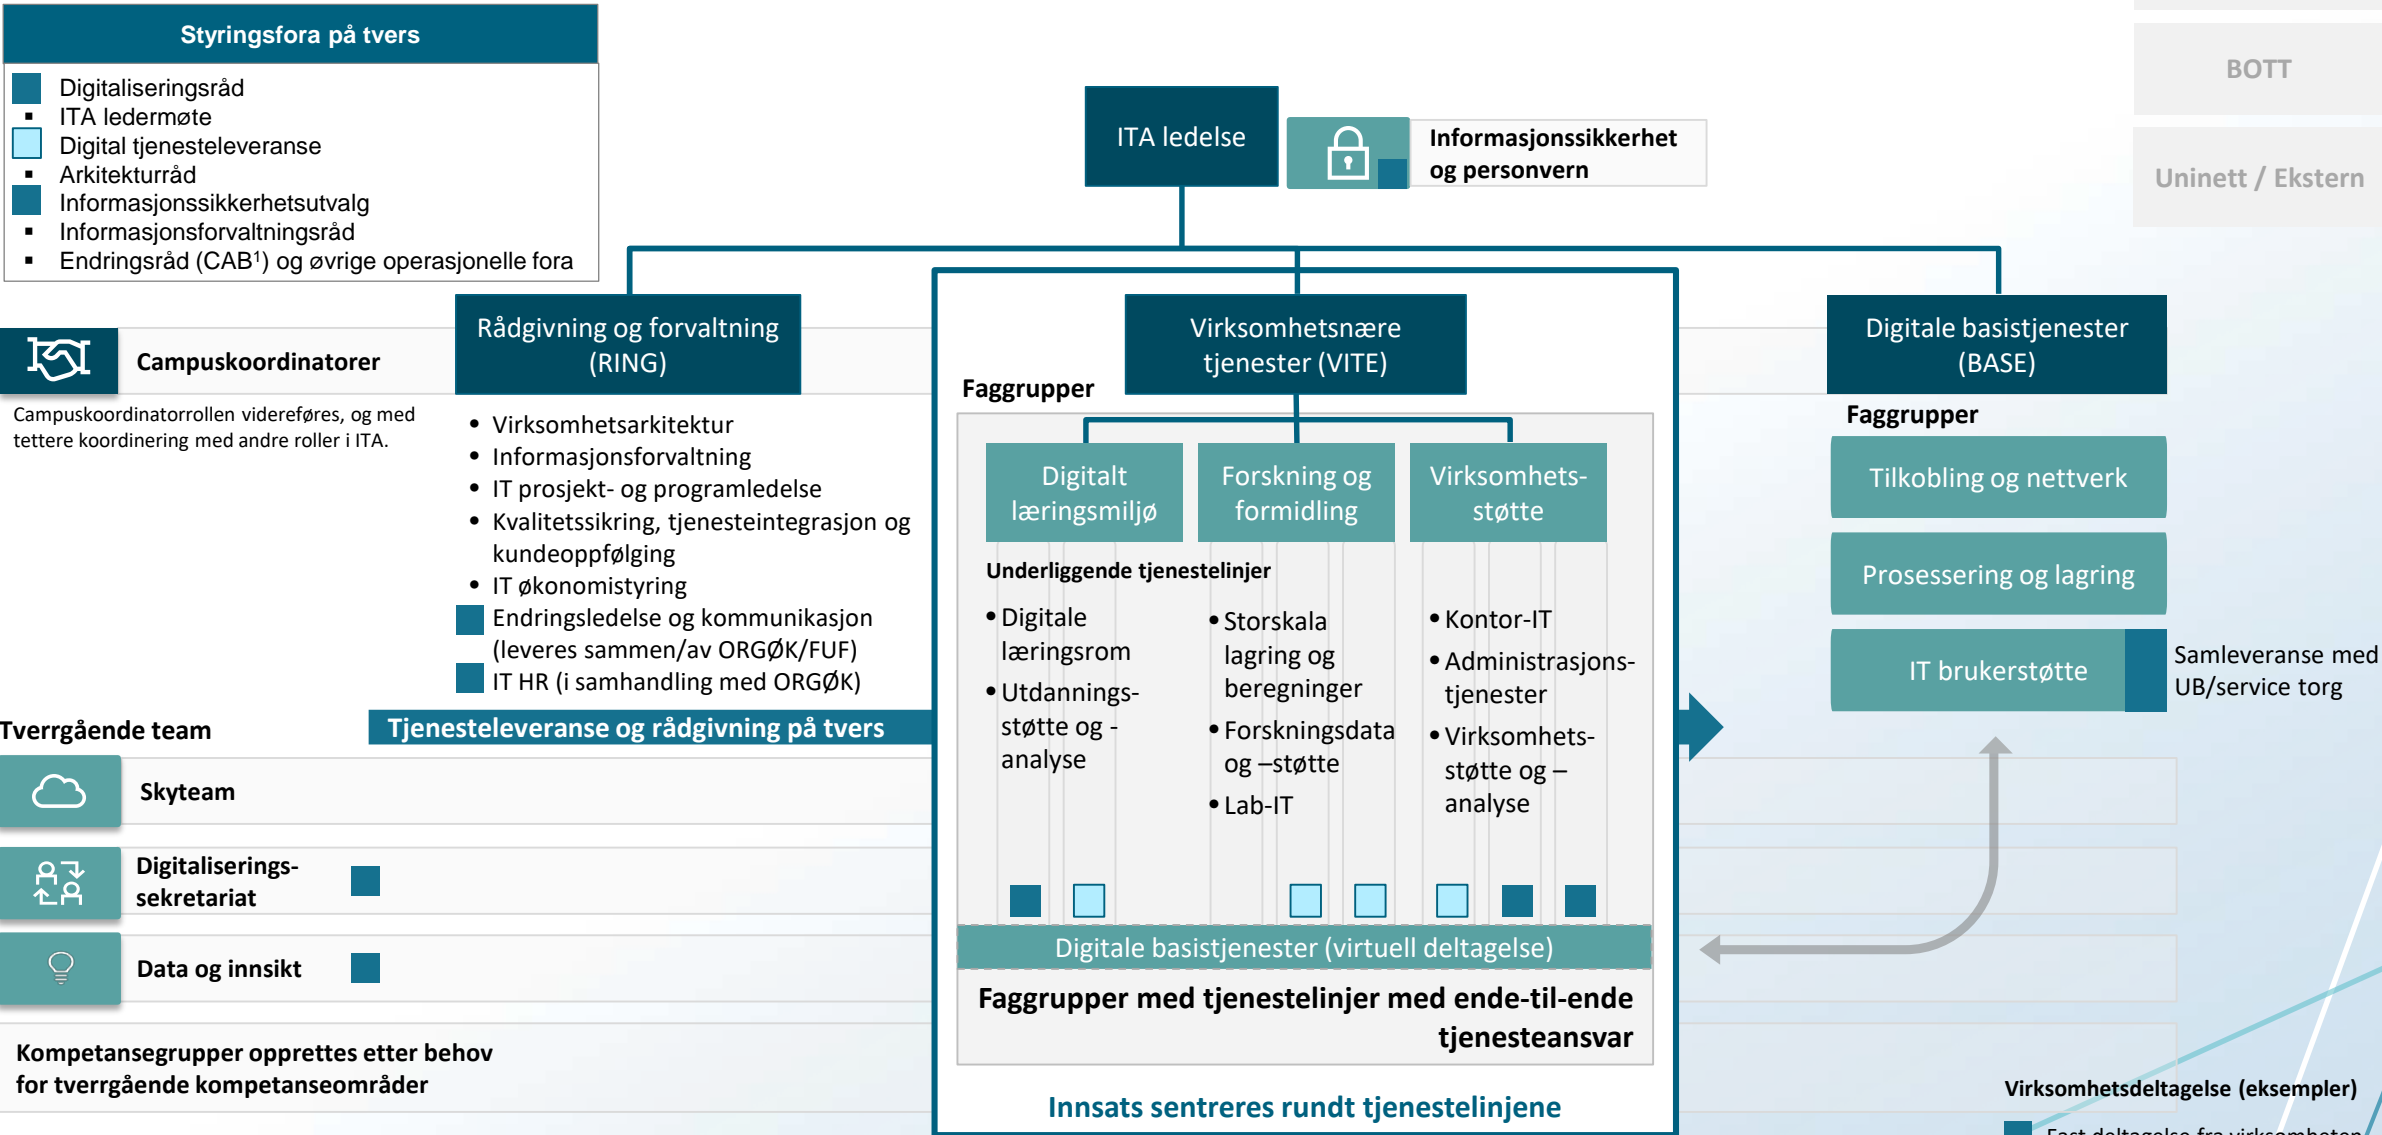 Styringsfora på tvers
Digitaliseringsråd
ITA ledermøte
Digital tjenesteleveranse
Arkitekturråd
Informasjonssikkerhetsutvalg
Informasjonsforvaltningsråd
Endringsråd (CAB¹) og øvrige operasjonelle fora
BOTT
Uninett / Ekstern
ITA ledelse
Informasjonssikkerhet
og personvern
Campuskoordinatorer
Campuskoordinatorrollen videreføres, og med
tettere koordinering med andre roller i ITA.
Rådgivning og forvaltning
(RING)
• Virksomhetsarkitektur
• Informasjonsforvaltning
• IT prosjekt- og programledelse
• Kvalitetssikring, tjenesteintegrasjon og
kundeoppfølging
• IT økonomistyring
Endringsledelse og kommunikasjon
(leveres sammen/av ORGØK/FUF)
IT HR (i samhandling med ORGØK)
Virksomhetsnære
tjenester (VITE)
Faggrupper
Digitalt
læringsmiljø
Forskning og
formidling
Virksomhets-
støtte
Underliggende tjenestelinjer
• Digitale
læringsrom
• Utdannings-
støtte og -
analyse
• Storskala
lagring og
beregninger
• Forskningsdata
og –støtte
• Lab-IT
• Kontor-IT
• Administrasjons-
tjenester
• Virksomhets-
støtte og –
analyse
Digitale basistjenester (virtuell deltagelse)
Faggrupper med tjenestelinjer med ende-til-ende
tjenesteansvar
Innsats sentreres rundt tjenestelinjene
Digitale basistjenester
(BASE)
Faggrupper
Tilkobling og nettverk
Prosessering og lagring
IT brukerstøtte
Samleveranse med
UB/service torg
Tverrgående team
Tjenesteleveranse og rådgivning på tvers
Skyteam
Digitaliserings-
sekretariat
Data og innsikt
Kompetansegrupper opprettes etter behov
for tverrgående kompetanseområder
Virksomhetsdeltagelse (eksempler)
Fast deltagelse fra virksomheten